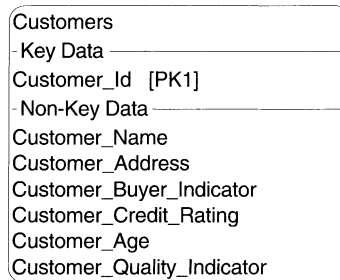 Customers
Key Data
Customer_Id [PK1]
Non-Key Data
Customer_Name
Customer_Address
Customer_Buyer_Indicator
Customer_Credit_Rating
Customer_Age
Customer_Quality_Indicator